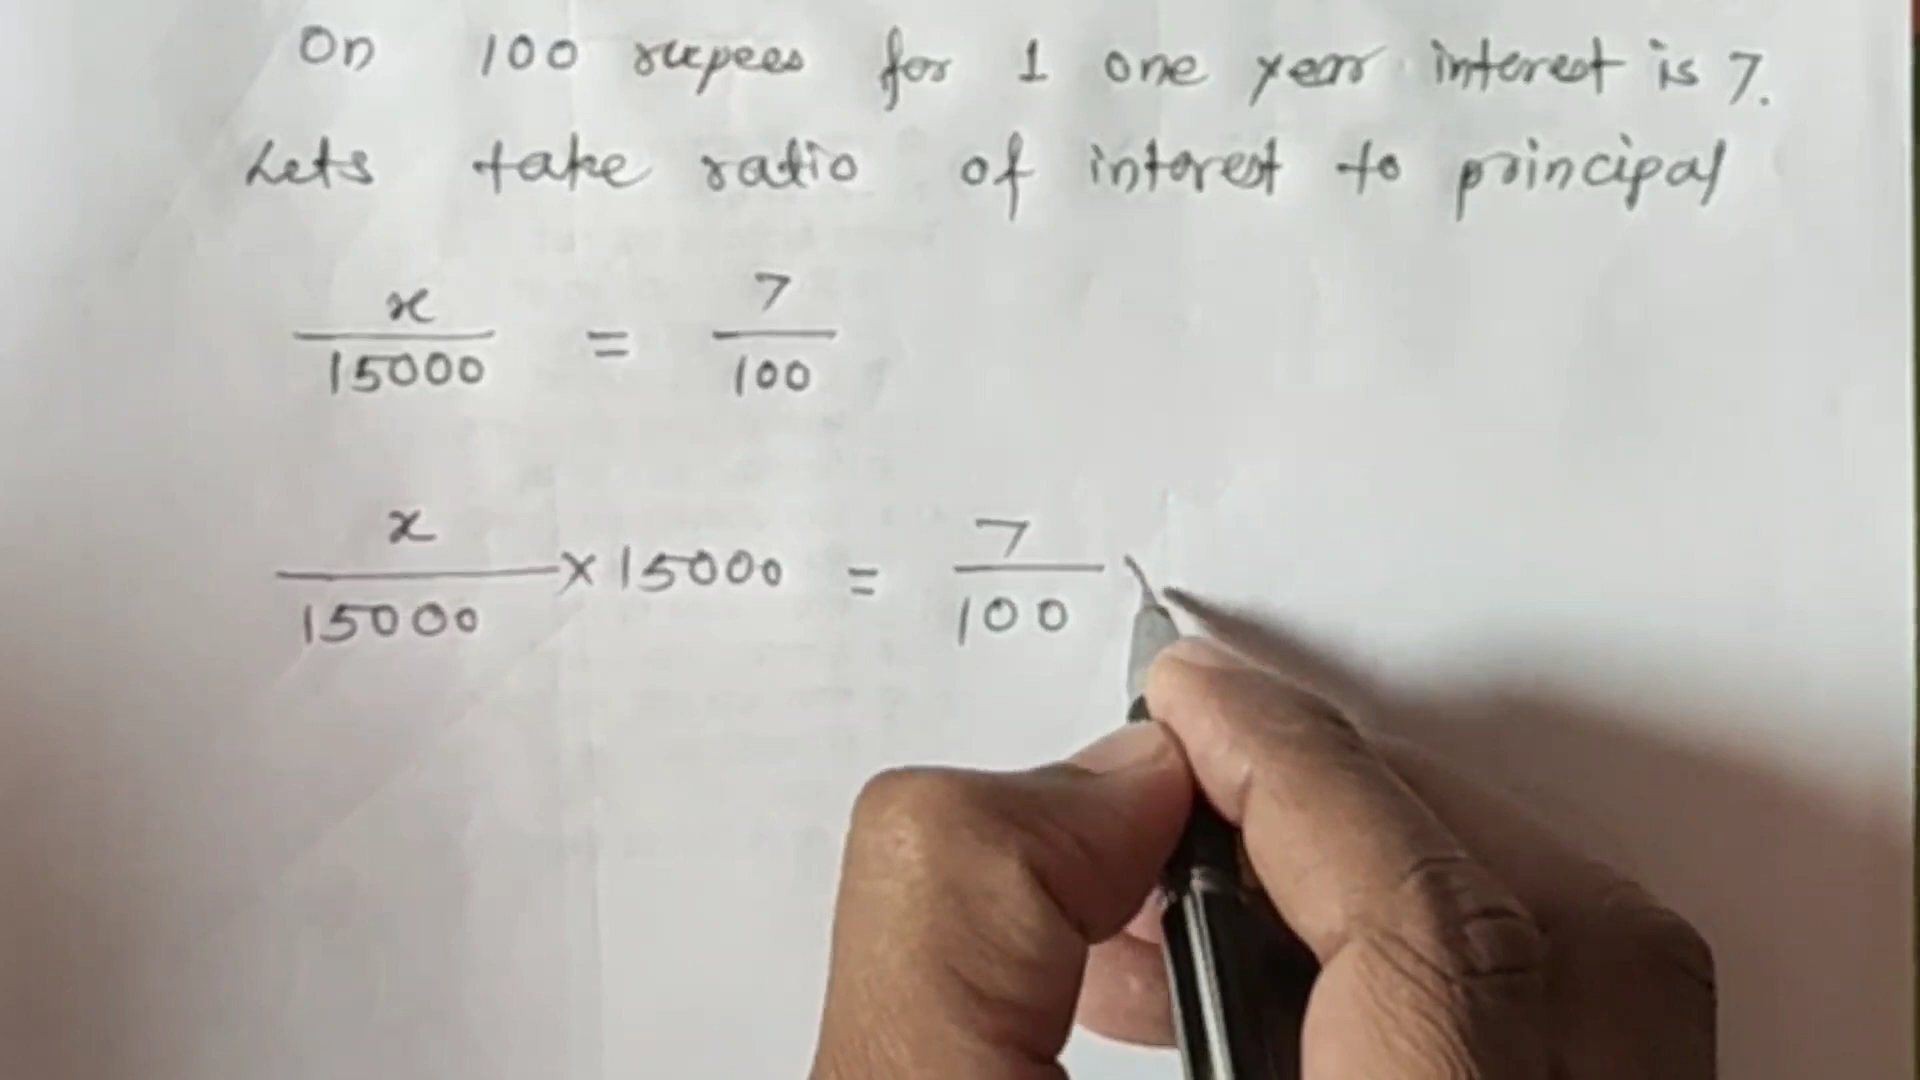 On 100 rupees for 1 one year interest is 7.
Lets take ratio of interest to principal
x/15000 = 7/100
x/15000 × 15000 = 7/100